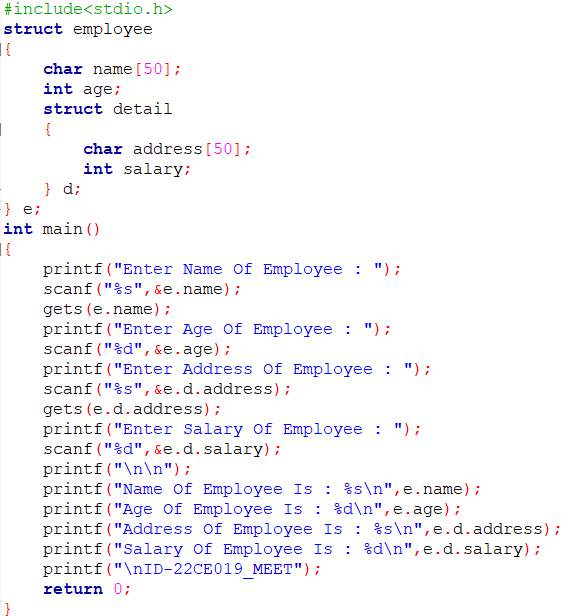 #include<stdio.h>
struct employee
{
    char name[50];
    int age;
    struct detail
    {
        char address[50];
        int salary;
    } d;
} e;
int main()
{
    printf("Enter Name Of Employee : ");
    scanf("%s",&e.name);
    gets(e.name);
    printf("Enter Age Of Employee : ");
    scanf("%d",&e.age);
    printf("Enter Address Of Employee : ");
    scanf("%s",&e.d.address);
    gets(e.d.address);
    printf("Enter Salary Of Employee : ");
    scanf("%d",&e.d.salary);
    printf("\n\n");
    printf("Name Of Employee Is : %s\n",e.name);
    printf("Age Of Employee Is : %d\n",e.age);
    printf("Address Of Employee Is : %s\n",e.d.address);
    printf("Salary Of Employee Is : %d\n",e.d.salary);
    printf("\nID-22CE019_MEET");
    return 0;
}